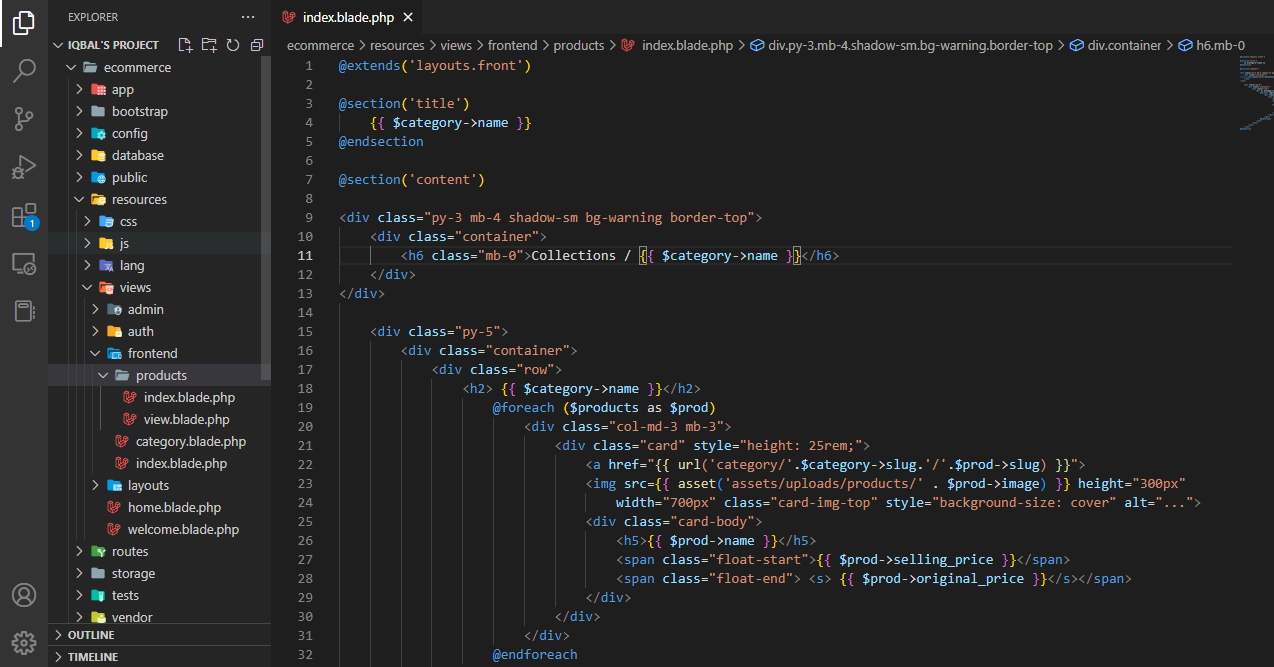 EXPLORER
IQBAL'S PROJECT
ecommerce
app
bootstrap
config
database
public
resources
css
js
lang
views
admin
auth
frontend
products
index.blade.php
view.blade.php
category.blade.php
index.blade.php
layouts
home.blade.php
welcome.blade.php
routes
storage
tests
vendor
OUTLINE
TIMELINE
1
index.blade.php
ecommerce > resources > views > frontend > products > index.blade.php > div.py-3.mb-4.shadow-sm.bg-warning.border-top > div.container > h6.mb-0
1 @extends('layouts.front')
2
3 @section('title')
4 {{ $category->name }}
5 @endsection
6
7 @section('content')
8
9 <div class="py-3 mb-4 shadow-sm bg-warning border-top">
10 <div class="container">
11 <h6 class="mb-0">Collections / {{ $category->name }}</h6>
12 </div>
13 </div>
14
15 <div class="py-5">
16 <div class="container">
17 <div class="row">
18 <h2> {{ $category->name }}</h2>
19 @foreach ($products as $prod)
20 <div class="col-md-3 mb-3">
21 <div class="card" style="height: 25rem;">
22 <a href="{{ url('category/'.$category->slug.'/'.$prod->slug) }}">
23 <img src={{ asset('assets/uploads/products/' . $prod->image) }} height="300px"
24 width="700px" class="card-img-top" style="background-size: cover" alt="...">
25 <div class="card-body">
26 <h5>{{ $prod->name }}</h5>
27 <span class="float-start">{{ $prod->selling_price }}</span>
28 <span class="float-end"> <s> {{ $prod->original_price }}</s></span>
29 </div>
30 </div>
31 </div>
32 @endforeach